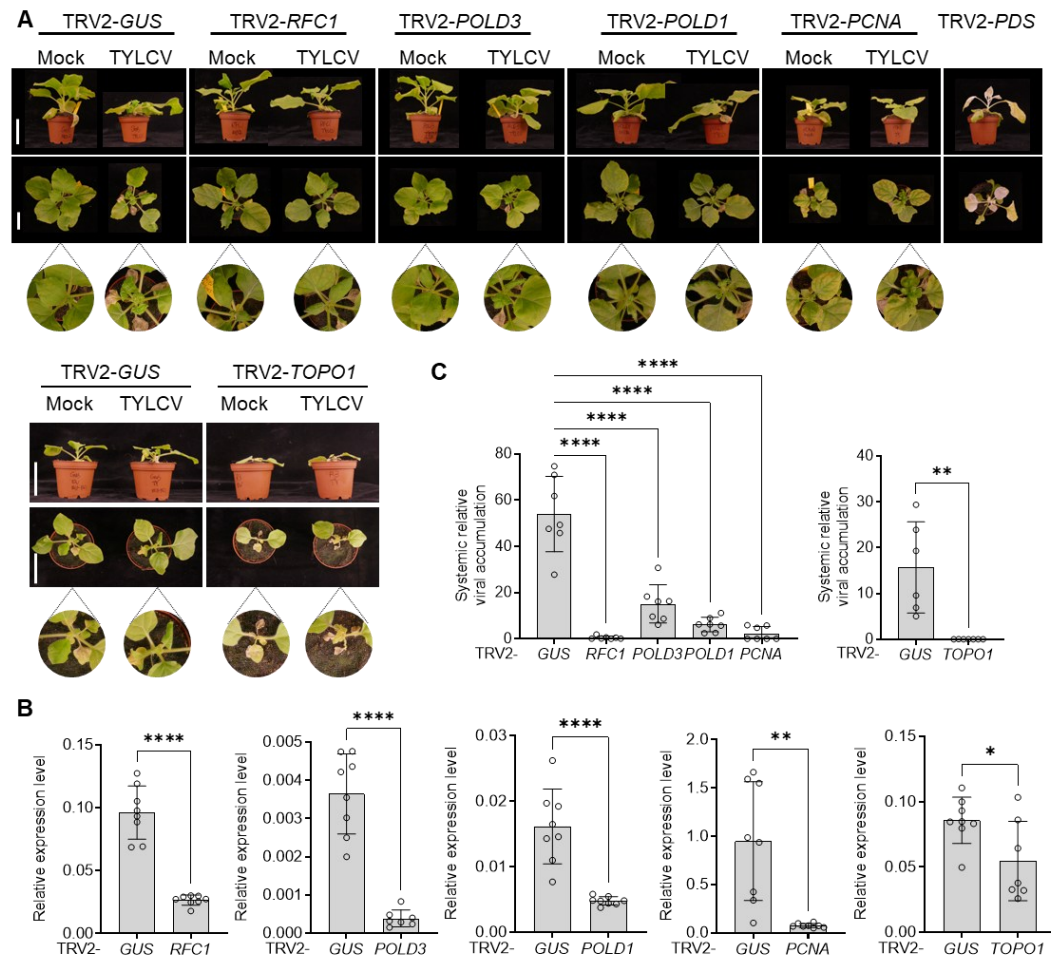 A
TRV2-GUS TRV2-RFC1 TRV2-POLD3 TRV2-POLD1 TRV2-PCNA TRV2-PDS
Mock TYLCV Mock TYLCV Mock TYLCV Mock TYLCV Mock TYLCV
TRV2-GUS TRV2-TOPO1
Mock TYLCV Mock TYLCV
C
****
****
****
****
Systemic relative
viral accumulation
80
60
40
20
0
TRV2- GUS RFC1 POLD3 POLD1 PCNA
**
Systemic relative
viral accumulation
40
30
20
10
0
TRV2- GUS TOPO1
B
****
Relative expression level
0.15
0.10
0.05
0.00
TRV2- GUS RFC1
****
Relative expression level
0.005
0.004
0.003
0.002
0.001
0.000
TRV2- GUS POLD3
****
Relative expression level
0.03
0.02
0.01
0.00
TRV2- GUS POLD1
**
Relative expression level
2.0
1.5
1.0
0.5
0.0
TRV2- GUS PCNA
*
Relative expression level
0.15
0.10
0.05
0.00
TRV2- GUS TOPO1